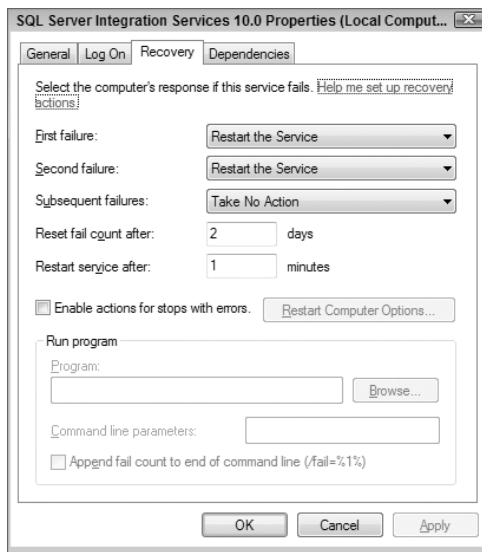 SQL Server Integration Services 10.0 Properties (Local Comput...
General Log On Recovery Dependencies
Select the computer's response if this service fails. Help me set up recovery
actions.
First failure: Restart the Service
Second failure: Restart the Service
Subsequent failures: Take No Action
Reset fail count after: 2 days
Restart service after: 1 minutes
Enable actions for stops with errors. Restart Computer Options...
Run program
Program:
Browse...
Command line parameters:
Append fail count to end of command line (/fail=%1%)
OK Cancel Apply